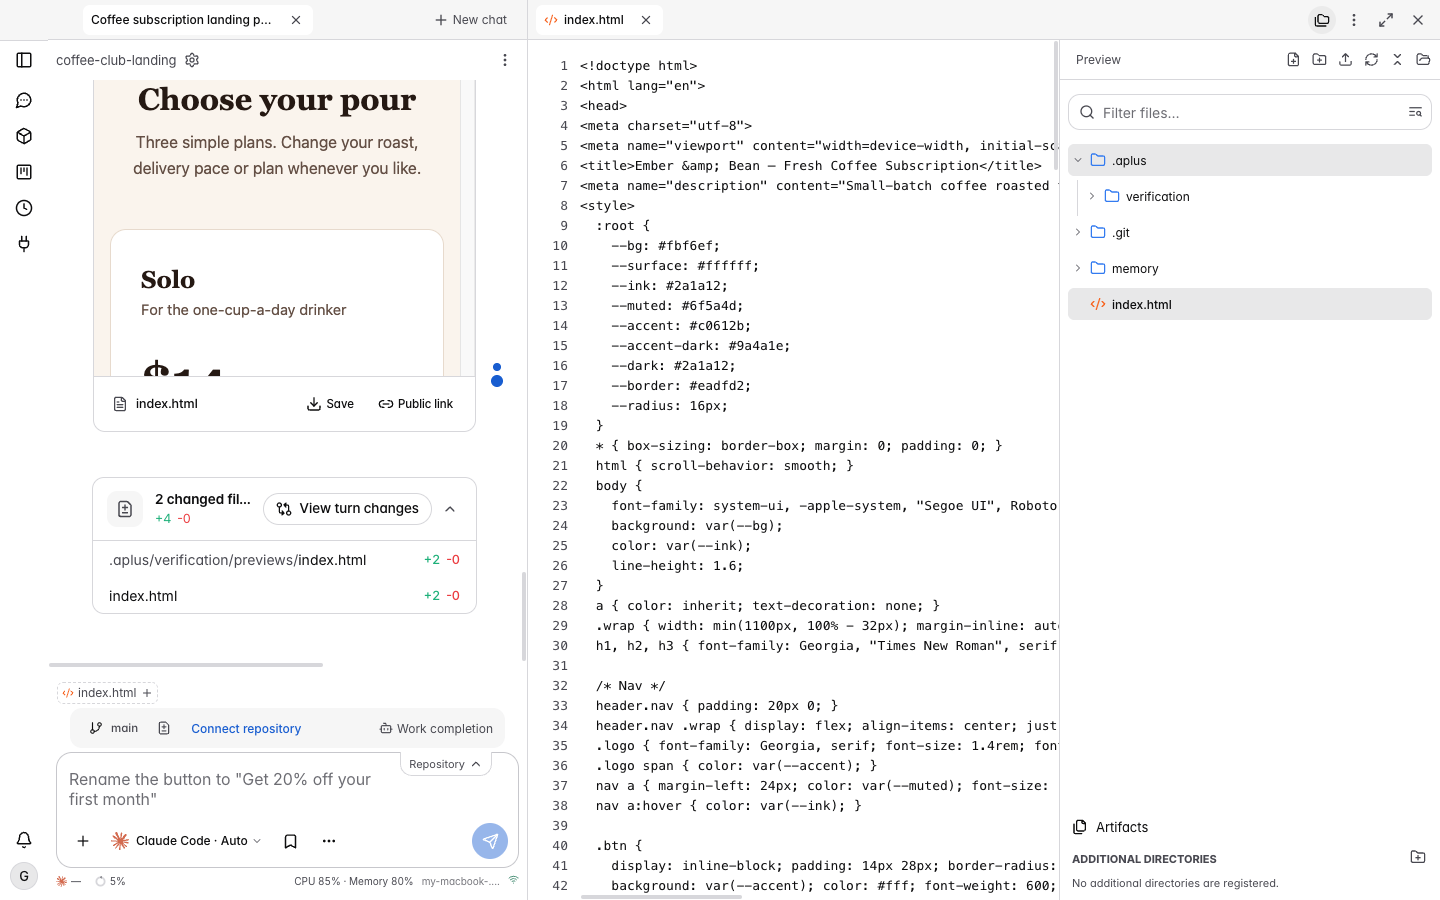 Coffee subscription landing p...
New chat
index.html
coffee-club-landing
Choose your pour
Three simple plans. Change your roast,
delivery pace or plan whenever you like.
Solo
For the one-cup-a-day drinker
index.html
Save
Public link
2 changed fil...
+4 -0
View turn changes
.aplus/verification/previews/index.html +2 -0
index.html +2 -0
index.html
main
Connect repository
Work completion
Repository
Rename the button to "Get 20% off your
first month"
Claude Code · Auto
G
—
5%
CPU 85% · Memory 80%
my-macbook-....
1 <!doctype html>
2 <html lang="en">
3 <head>
4 <meta charset="utf-8">
5 <meta name="viewport" content="width=device-width, initial-sc
6 <title>Ember &amp; Bean — Fresh Coffee Subscription</title>
7 <meta name="description" content="Small-batch coffee roasted
8 <style>
9 :root {
10 --bg: #fbf6ef;
11 --surface: #ffffff;
12 --ink: #2a1a12;
13 --muted: #6f5a4d;
14 --accent: #c0612b;
15 --accent-dark: #9a4a1e;
16 --dark: #2a1a12;
17 --border: #eadfd2;
18 --radius: 16px;
19 }
20 * { box-sizing: border-box; margin: 0; padding: 0; }
21 html { scroll-behavior: smooth; }
22 body {
23 font-family: system-ui, -apple-system, "Segoe UI", Roboto
24 background: var(--bg);
25 color: var(--ink);
26 line-height: 1.6;
27 }
28 a { color: inherit; text-decoration: none; }
29 .wrap { width: min(1100px, 100% - 32px); margin-inline: aut
30 h1, h2, h3 { font-family: Georgia, "Times New Roman", serif
31
32 /* Nav */
33 header.nav { padding: 20px 0; }
34 header.nav .wrap { display: flex; align-items: center; just
35 .logo { font-family: Georgia, serif; font-size: 1.4rem; fon
36 .logo span { color: var(--accent); }
37 nav a { margin-left: 24px; color: var(--muted); font-size:
38 nav a:hover { color: var(--ink); }
39
40 .btn {
41 display: inline-block; padding: 14px 28px; border-radius:
42 background: var(--accent); color: #fff; font-weight: 600;
Preview
Filter files...
.aplus
verification
.git
memory
index.html
Artifacts
ADDITIONAL DIRECTORIES
No additional directories are registered.